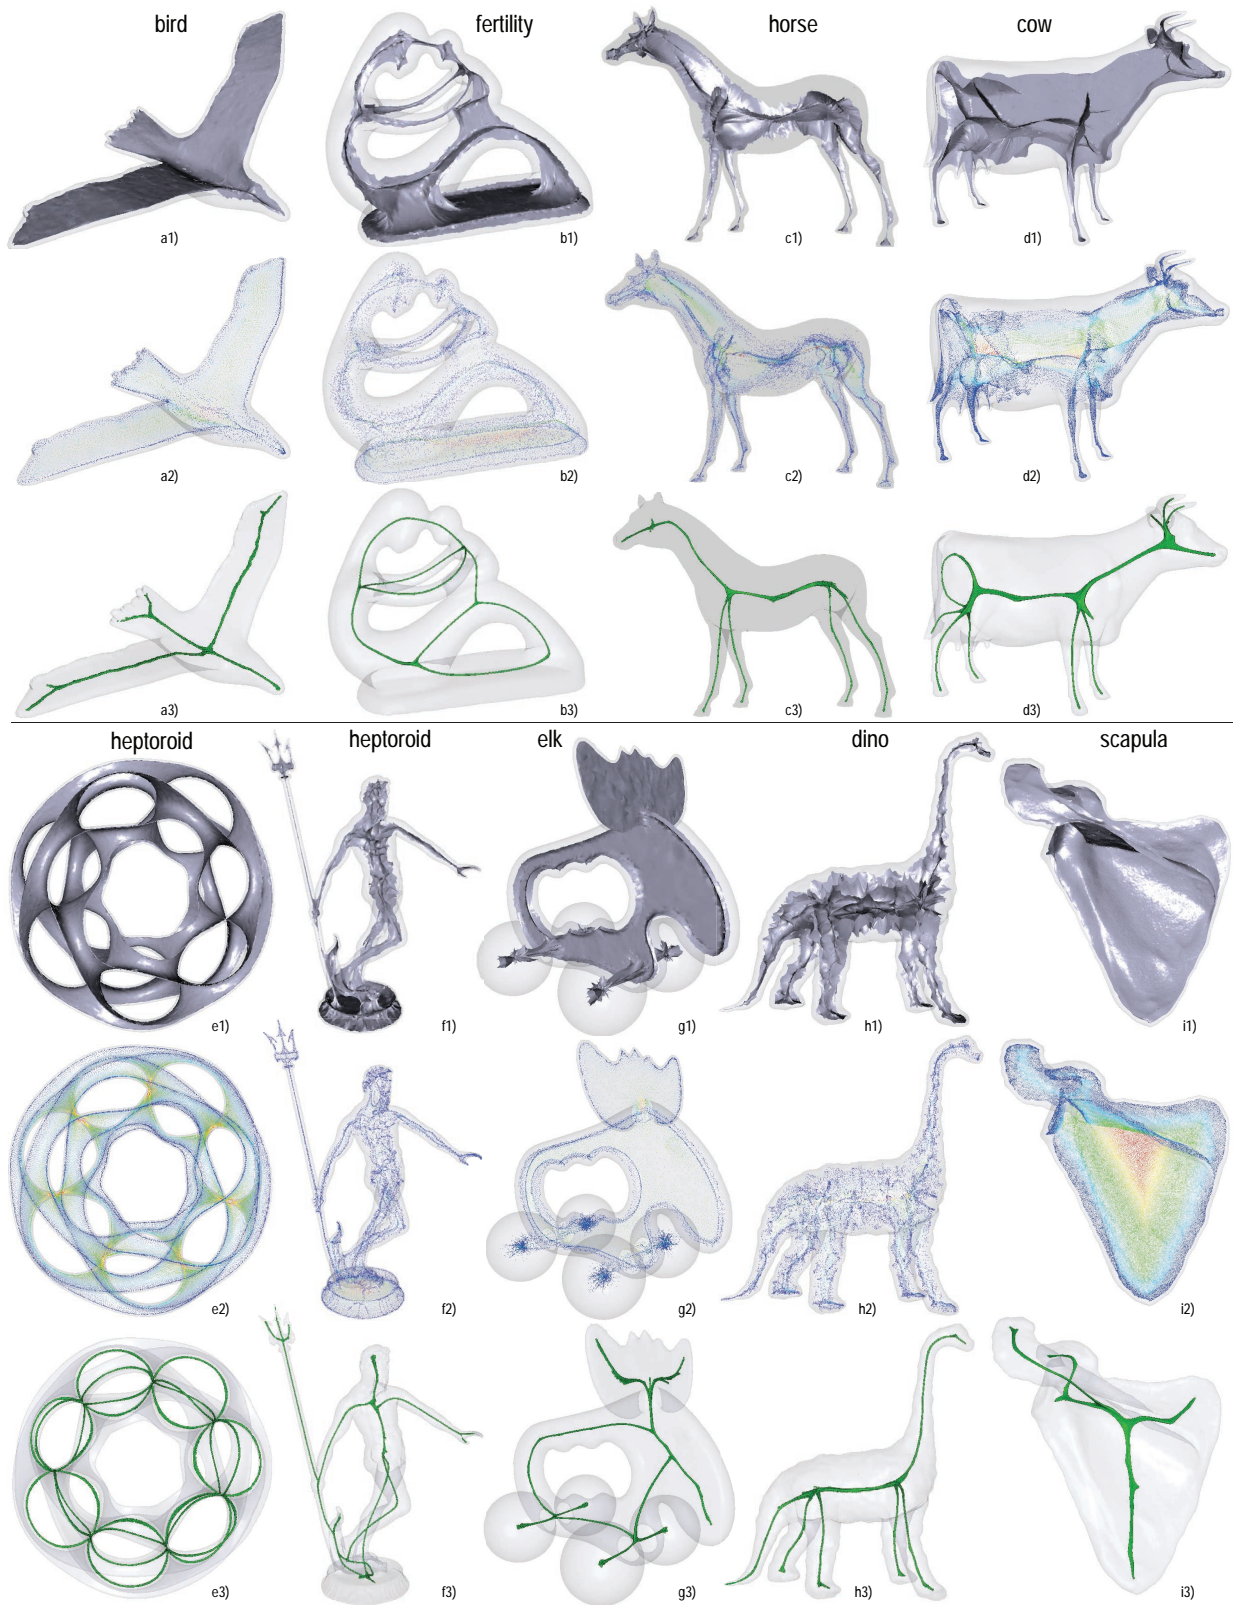 bird fertility horse cow
a1) b1) c1) d1)
a2) b2) c2) d2)
a3) b3) c3) d3)
heptoroid heptoroid elk dino scapula
e1) f1) g1) h1) i1)
e2) f2) g2) h2) i2)
e3) f3) g3) h3) i3)